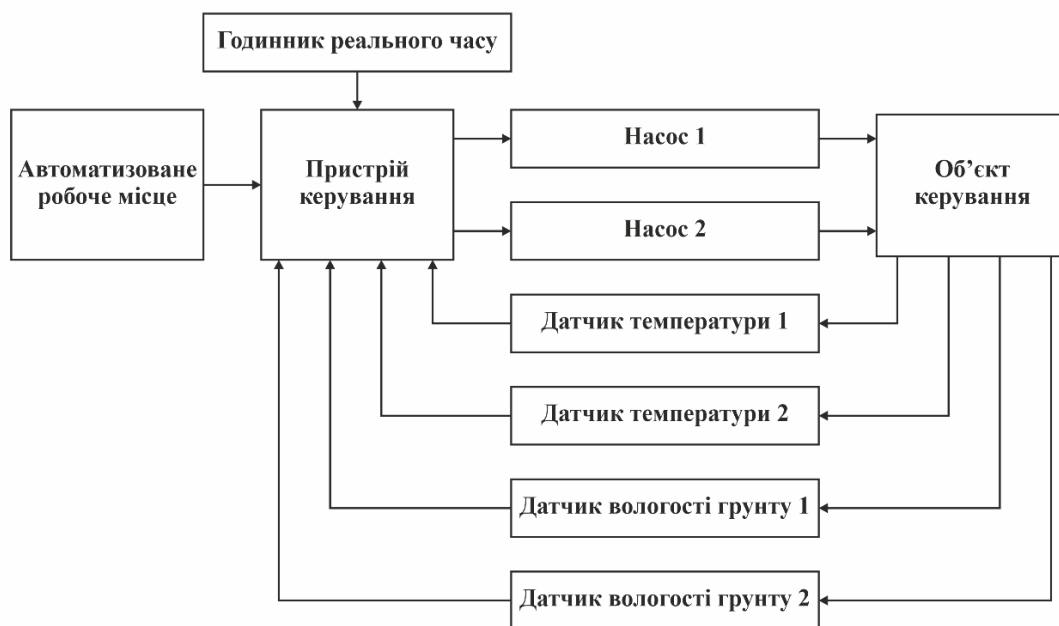 Годинник реального часу
Автоматизоване
робоче місце
Пристрій
керування
Насос 1
Насос 2
Об’єкт
керування
Датчик температури 1
Датчик температури 2
Датчик вологості грунту 1
Датчик вологості грунту 2